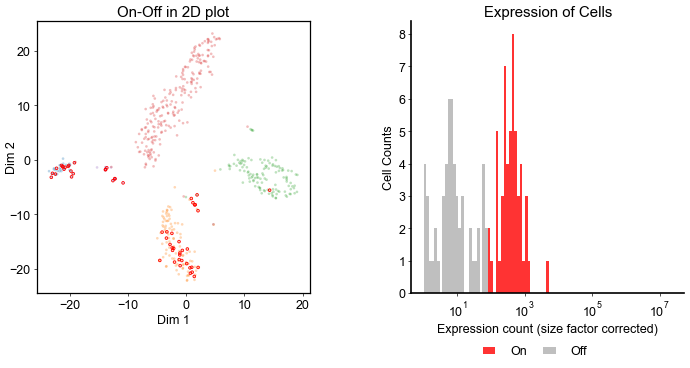 On-Off in 2D plot
Dim 2
20
10
0
−10
−20
−20 −10 0 10 20
Dim 1
Expression of Cells
Cell Counts
8
7
6
5
4
3
2
1
0
10^1 10^3 10^5 10^7
Expression count (size factor corrected)
On Off